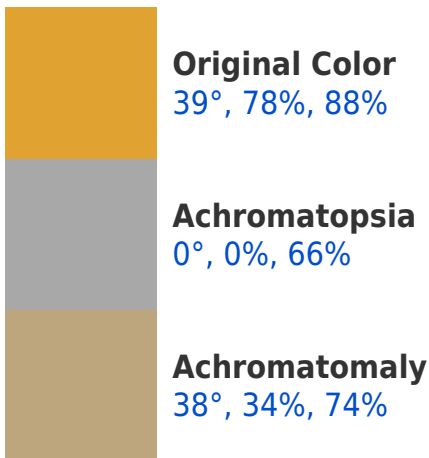 Original Color
39°, 78%, 88%
Achromatopsia
0°, 0%, 66%
Achromatomaly
38°, 34%, 74%